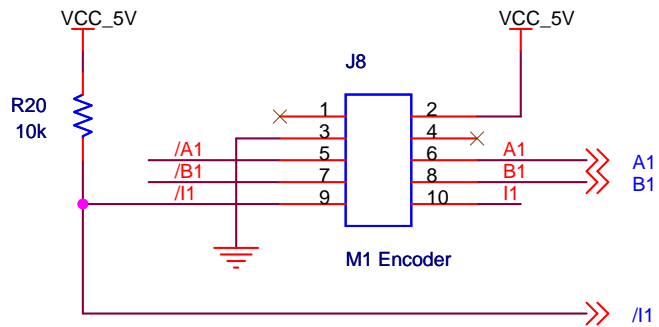 VCC_5V VCC_5V
J8
R20
10k
1 2
3 4
/A1 5 6 A1 A1
/B1 7 8 B1 B1
/I1 9 10 I1
M1 Encoder
/I1